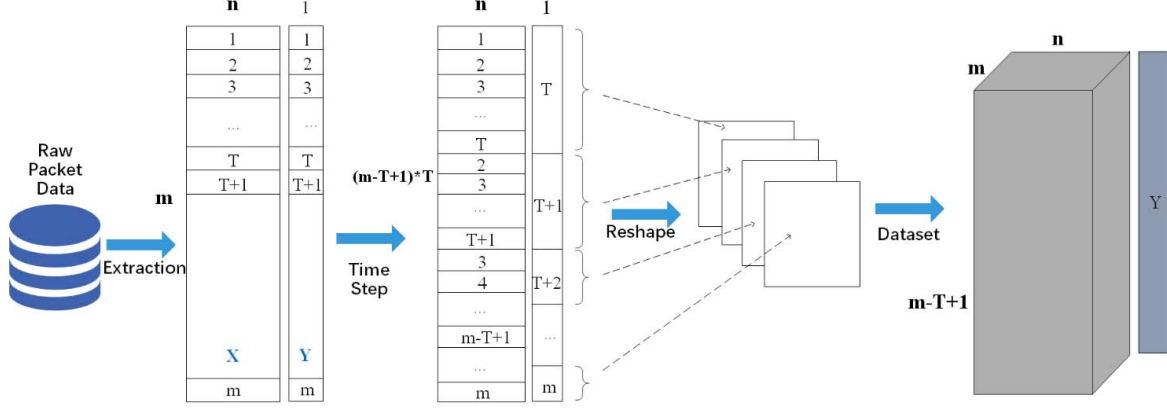 Raw
Packet
Data
Extraction
m
n
1
2
3
...
T
T+1
X
m
1
1
2
3
...
T
T+1
Y
m
Time
Step
(m-T+1)*T
n
1
2
3
...
T
2
3
...
T+1
3
4
...
m-T+1
...
m
1
T
T+1
T+2
...
m
Reshape
Dataset
n
m
m-T+1
Y